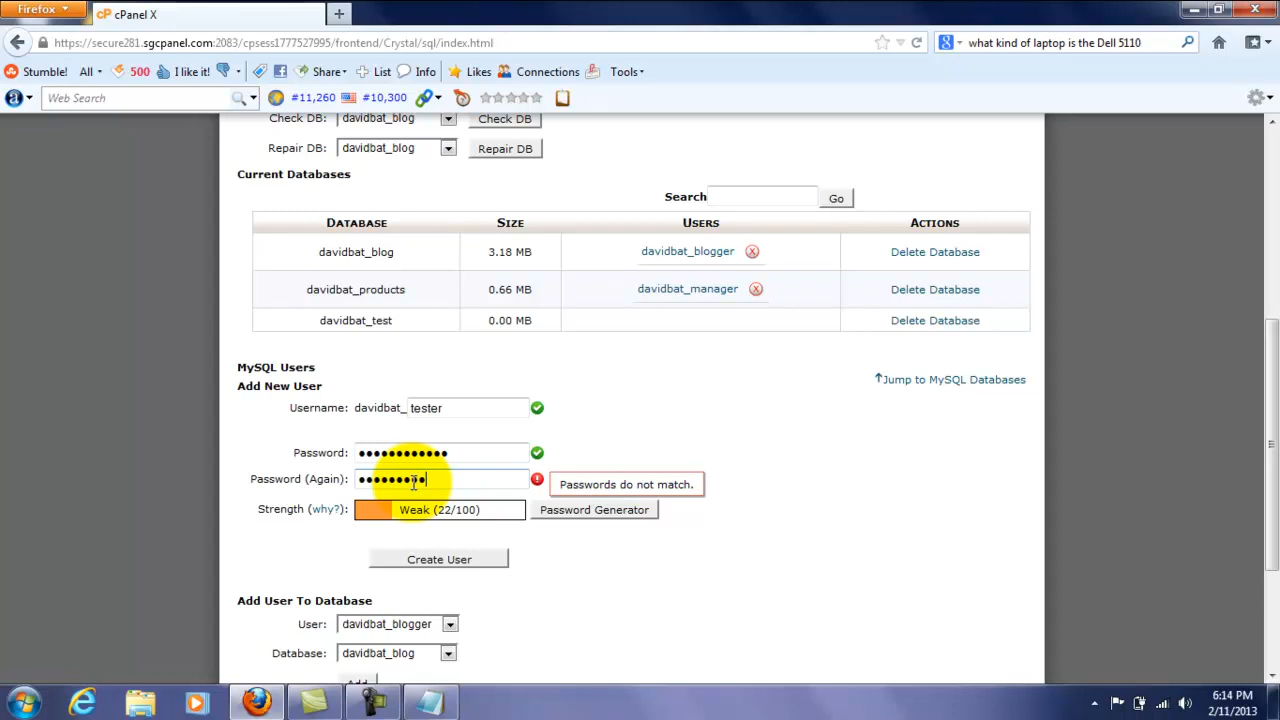 Firefox
cPanel X
https://secure281.sgcpanel.com:2083/cpsess1777527995/frontend/Crystal/sql/index.html
what kind of laptop is the Dell 5110
Stumble! All 500 I like it! Share List Info Likes Connections Tools
Web Search #11,260 #10,300
Check DB: davidbat_blog Check DB
Repair DB: davidbat_blog Repair DB
Current Databases
Search Go
DATABASE SIZE USERS ACTIONS
davidbat_blog 3.18 MB davidbat_blogger Delete Database
davidbat_products 0.66 MB davidbat_manager Delete Database
davidbat_test 0.00 MB Delete Database
MySQL Users
Jump to MySQL Databases
Add New User
Username: davidbat_ tester
Password: ●●●●●●●●●●●●
Password (Again): ●●●●●●●●● Passwords do not match.
Strength (why?): Weak (22/100) Password Generator
Create User
Add User To Database
User: davidbat_blogger
Database: davidbat_blog
Add
6:14 PM
2/11/2013